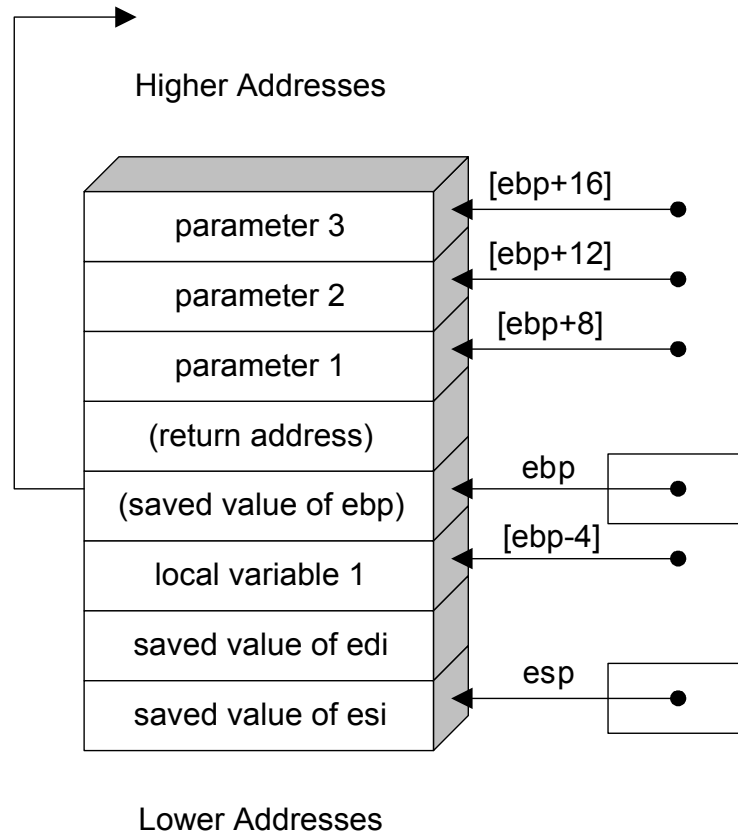 Higher Addresses
[ebp+16]
parameter 3
[ebp+12]
parameter 2
[ebp+8]
parameter 1
(return address)
ebp
(saved value of ebp)
[ebp-4]
local variable 1
saved value of edi
esp
saved value of esi
Lower Addresses